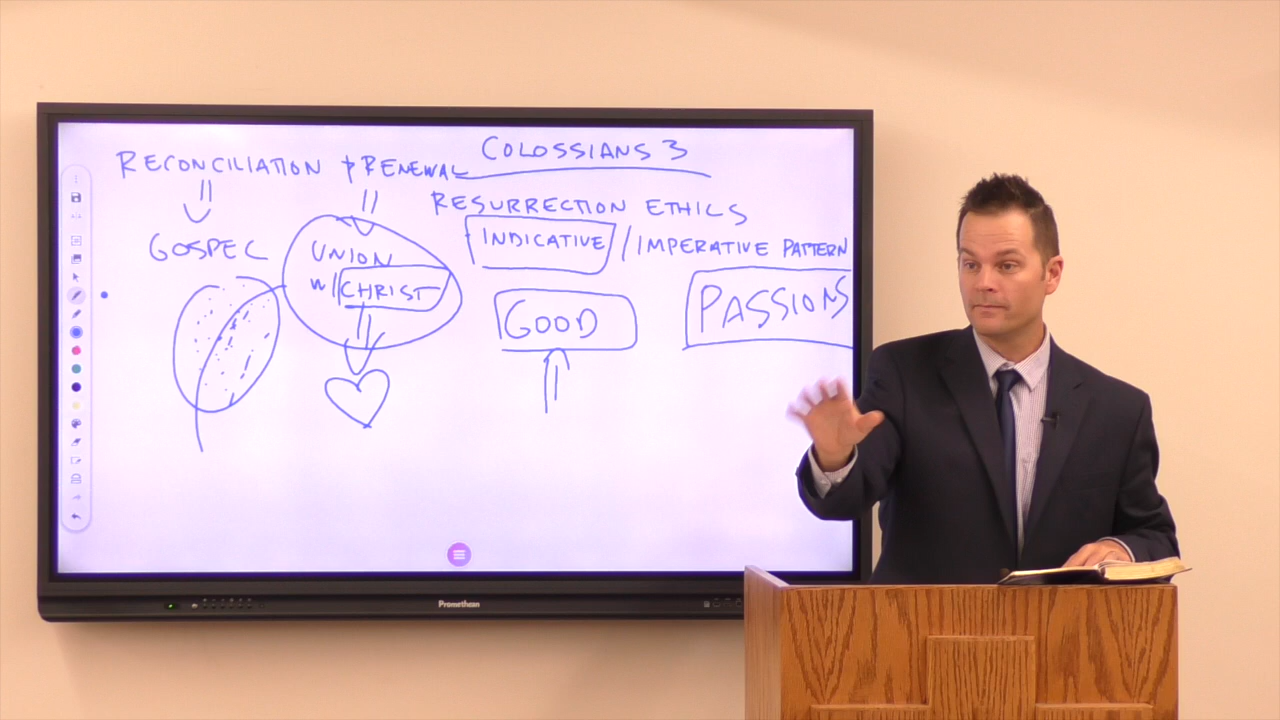 COLOSSIANS 3
RECONCILIATION + RENEWAL
RESURRECTION ETHICS
GOSPEL
UNION
W/ CHRIST
INDICATIVE / IMPERATIVE PATTERN
GOOD
PASSIONS
Promethean